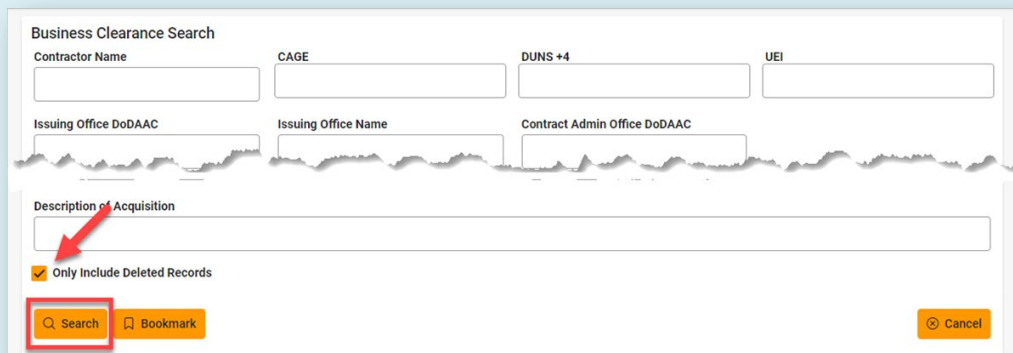 Business Clearance Search
Contractor Name CAGE DUNS +4 UEI
Issuing Office DoDAAC Issuing Office Name Contract Admin Office DoDAAC
Description of Acquisition
Only Include Deleted Records
Search Bookmark Cancel